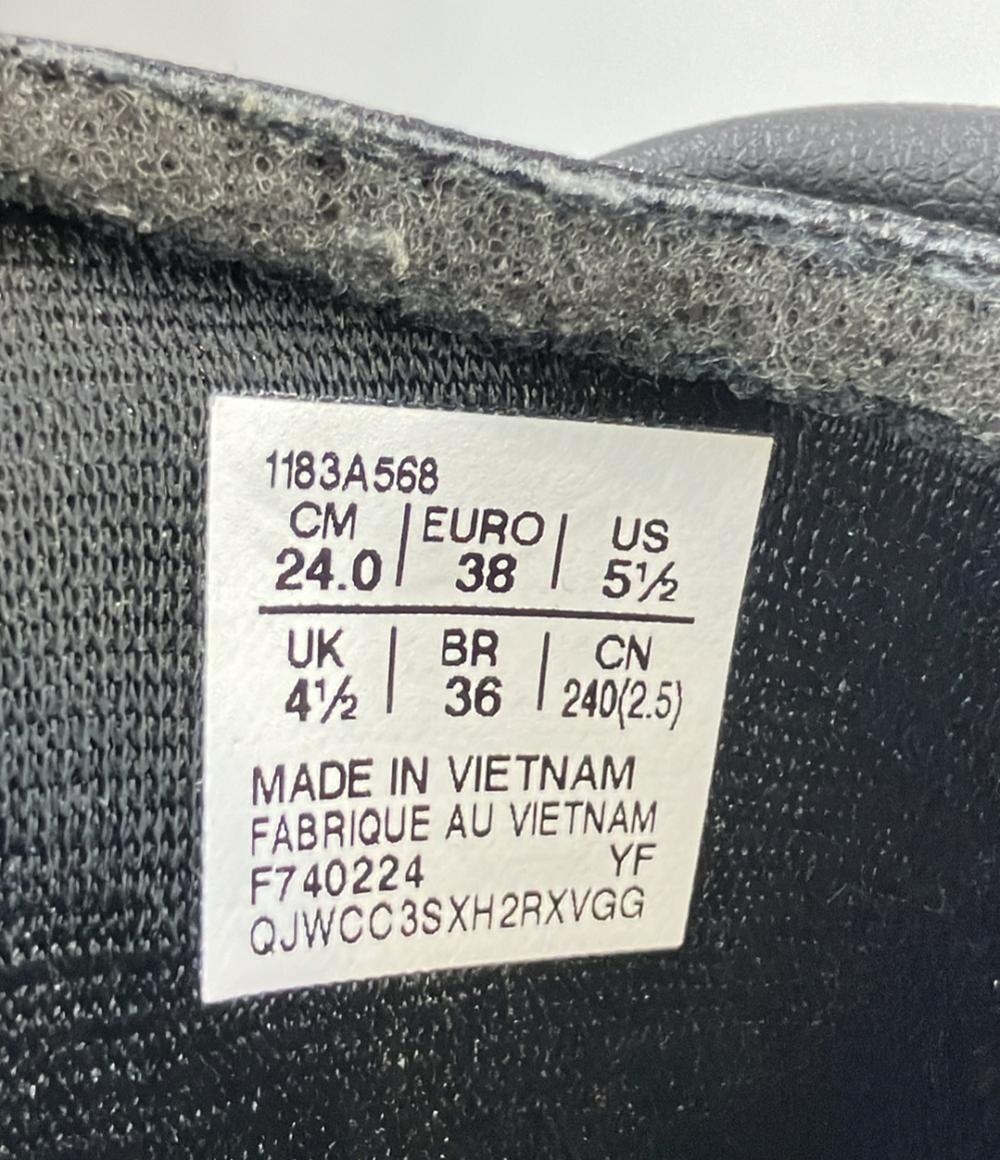 1183A568
CM | EURO | US
24.0 | 38 | 5½
UK | BR | CN
4½ | 36 | 240(2.5)
MADE IN VIETNAM
FABRIQUE AU VIETNAM
F740224 YF
QJWCC3SXH2RXVGG